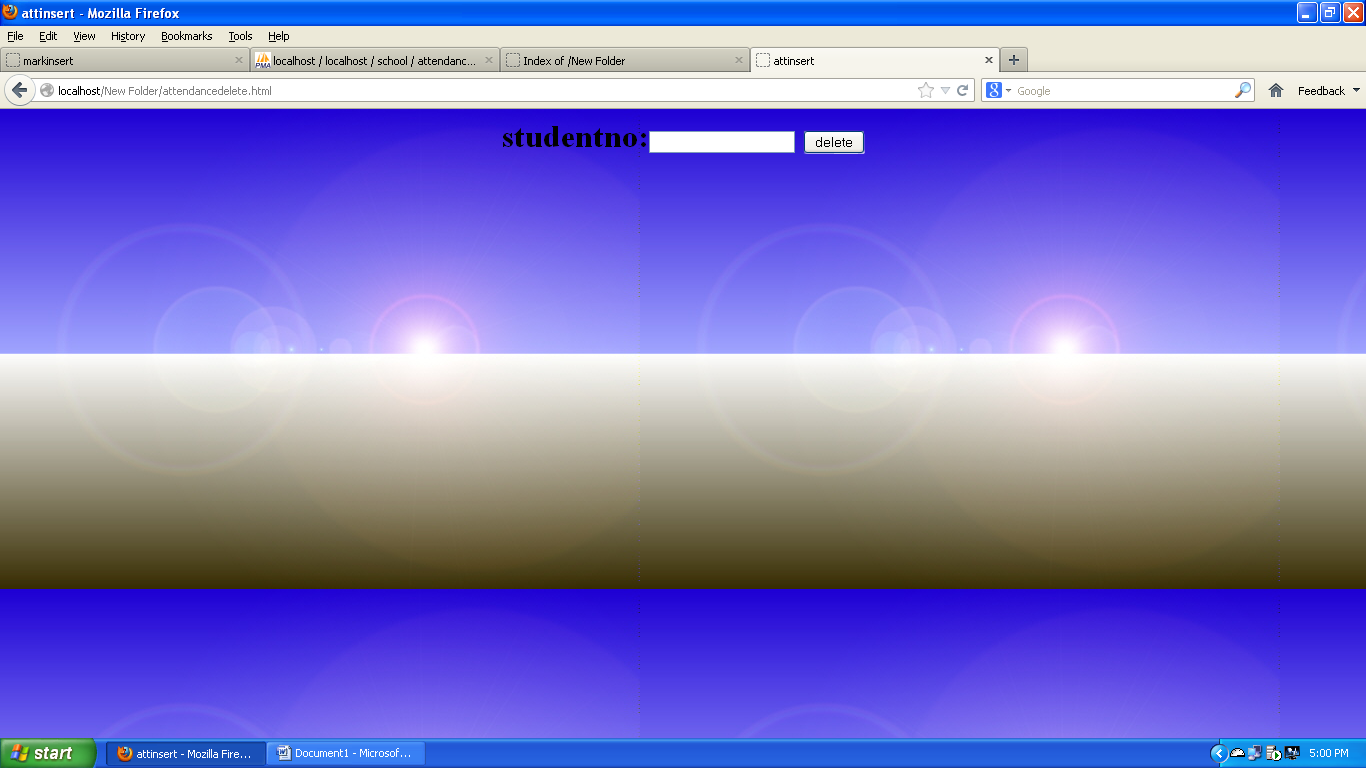 attinsert - Mozilla Firefox
File Edit View History Bookmarks Tools Help
markinsert
PMA localhost / localhost / school / attendanc...
Index of /New Folder
attinsert
localhost/New Folder/attendancedelete.html
8 Google
Feedback
studentno: delete
start
attinsert - Mozilla Fire...
Document1 - Microsof...
5:00 PM